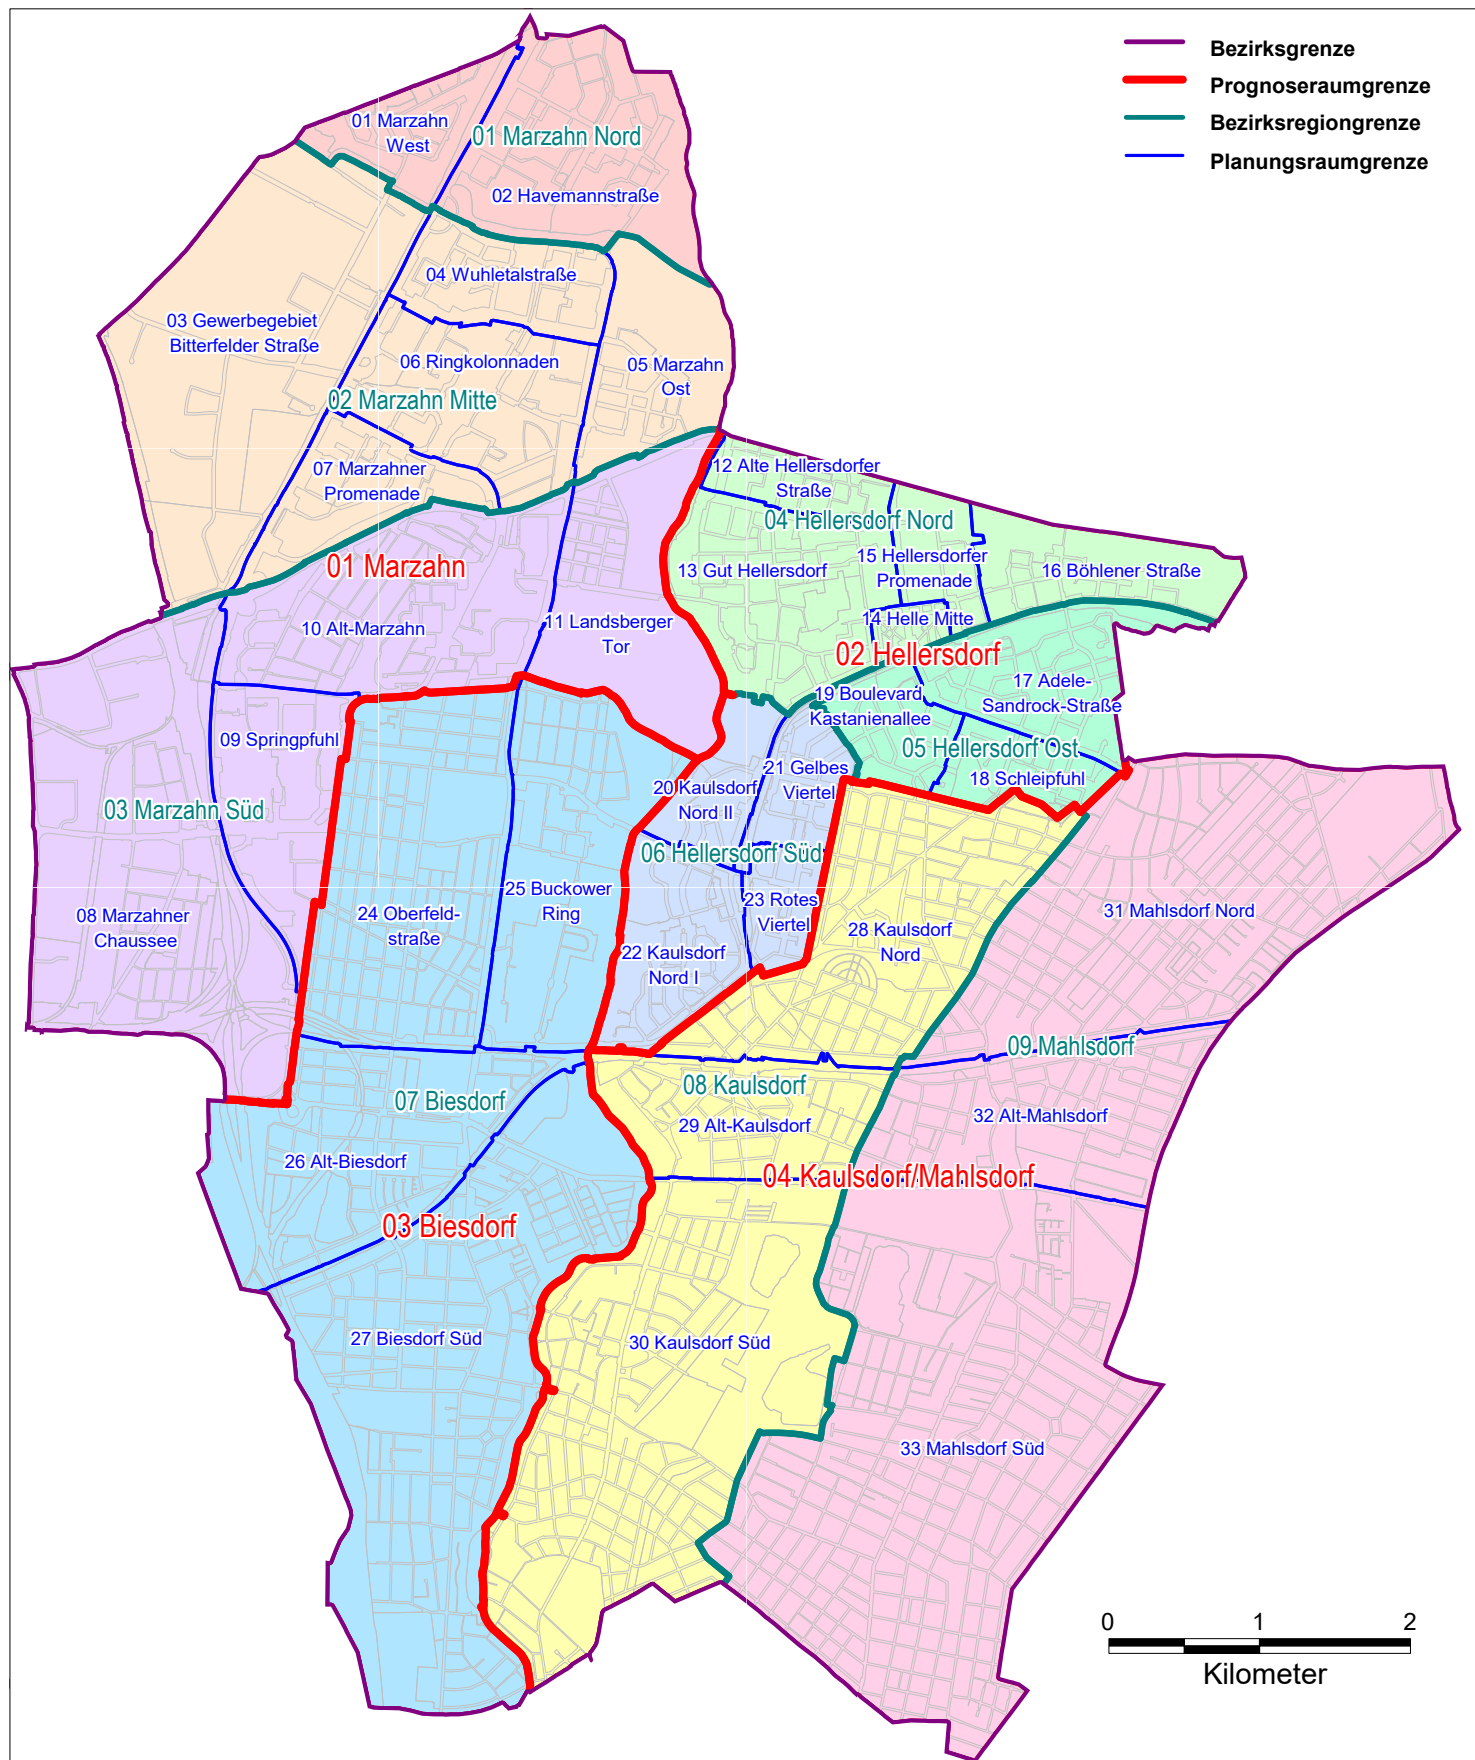 Bezirksgrenze
Prognoseraumgrenze
Bezirksregiongrenze
Planungsraumgrenze
01 Marzahn
West
01 Marzahn Nord
02 Havemannstraße
04 Wuhletalstraße
03 Gewerbegebiet
Bitterfelder Straße
06 Ringkolonnaden
05 Marzahn
Ost
02 Marzahn Mitte
07 Marzahner
Promenade
12 Alte Hellersdorfer
Straße
04 Hellersdorf Nord
01 Marzahn
13 Gut Hellersdorf
15 Hellersdorfer
Promenade
16 Böhlener Straße
10 Alt-Marzahn
11 Landsberger
Tor
14 Helle Mitte
02 Hellersdorf
17 Adele-
Sandrock-Straße
19 Boulevard
Kastanienallee
09 Springpfuhl
05 Hellersdorf Ost
18 Schleipfuhl
21 Gelbes
Viertel
20 Kaulsdorf
Nord II
03 Marzahn Süd
06 Hellersdorf Süd
08 Marzahner
Chaussee
24 Oberfeld-
straße
25 Buckower
Ring
23 Rotes
Viertel
22 Kaulsdorf
Nord I
28 Kaulsdorf
Nord
31 Mahlsdorf Nord
09 Mahlsdorf
07 Biesdorf
08 Kaulsdorf
29 Alt-Kaulsdorf
32 Alt-Mahlsdorf
26 Alt-Biesdorf
04 Kaulsdorf/Mahlsdorf
03 Biesdorf
27 Biesdorf Süd
30 Kaulsdorf Süd
33 Mahlsdorf Süd
0 1 2
Kilometer